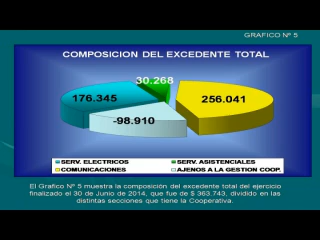 GRAFICO Nº 5
COMPOSICION DEL EXCEDENTE TOTAL
30.268
176.345
256.041
-98.910
SERV. ELECTRICOS
SERV. ASISTENCIALES
COMUNICACIONES
AJENOS A LA GESTION COOP.
El Grafico Nº 5 muestra la composición del excedente total del ejercicio
finalizado el 30 de Junio de 2014, que fue de $ 363.743, dividido en las
distintas secciones que tiene la Cooperativa.